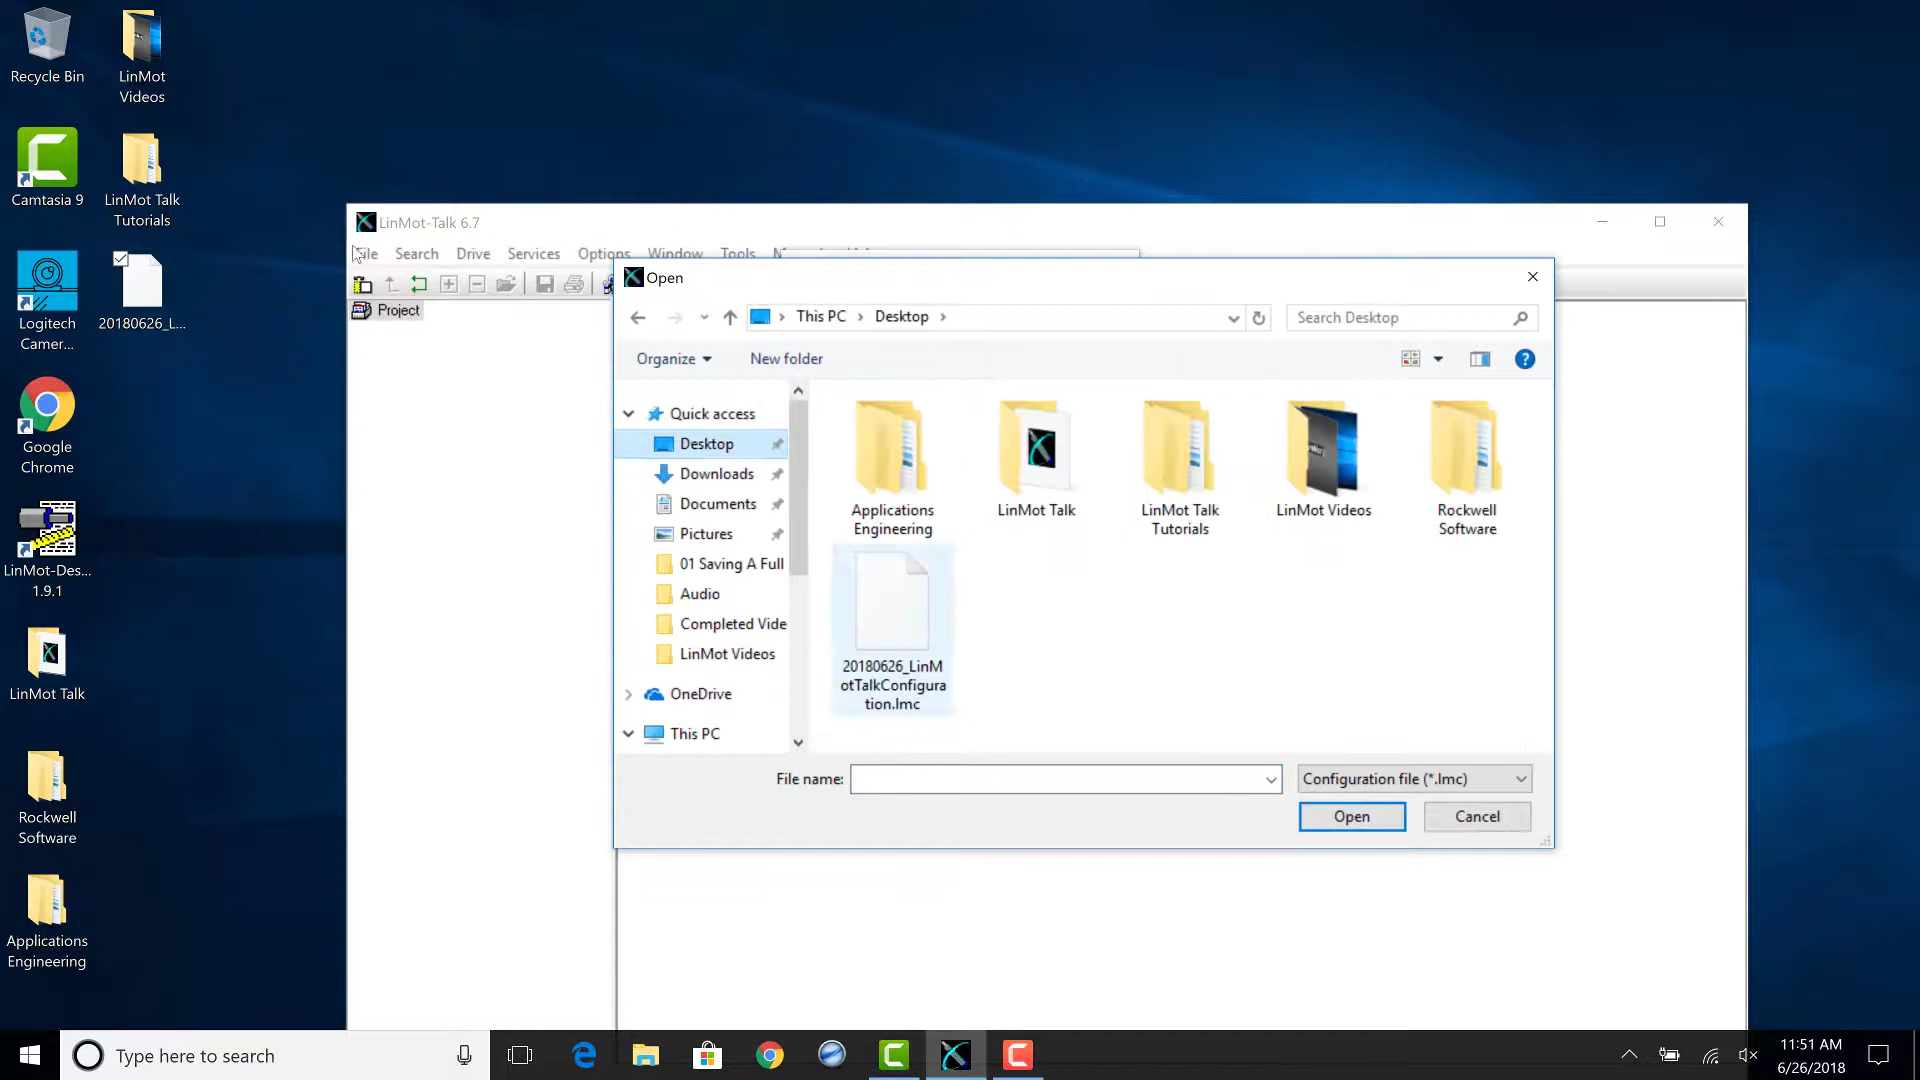 Recycle Bin
LinMot
Videos
Camtasia 9
LinMot Talk
Tutorials
Logitech
Camer...
20180626_L...
Google
Chrome
LinMot-Des...
1.9.1
LinMot Talk
Rockwell
Software
Applications
Engineering
LinMot-Talk 6.7
File Search Drive Services Options Window Tools
Project
Open
This PC Desktop
Search Desktop
Organize New folder
Quick access
Desktop
Downloads
Documents
Pictures
01 Saving A Full
Audio
Completed Vide
LinMot Videos
OneDrive
This PC
Applications
Engineering
LinMot Talk
LinMot Talk
Tutorials
LinMot Videos
Rockwell
Software
20180626_LinM
otTalkConfigura
tion.lmc
File name:
Configuration file (*.lmc)
Open Cancel
Type here to search
11:51 AM
6/26/2018